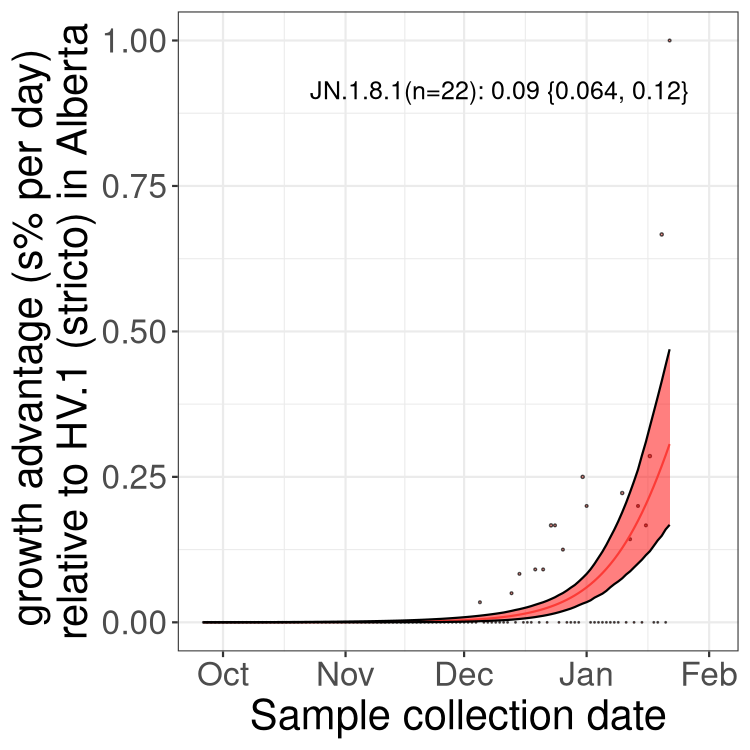 growth advantage (s% per day)
relative to HV.1 (stricto) in Alberta
1.00
0.75
0.50
0.25
0.00
JN.1.8.1(n=22): 0.09 {0.064, 0.12}
Oct Nov Dec Jan Feb
Sample collection date